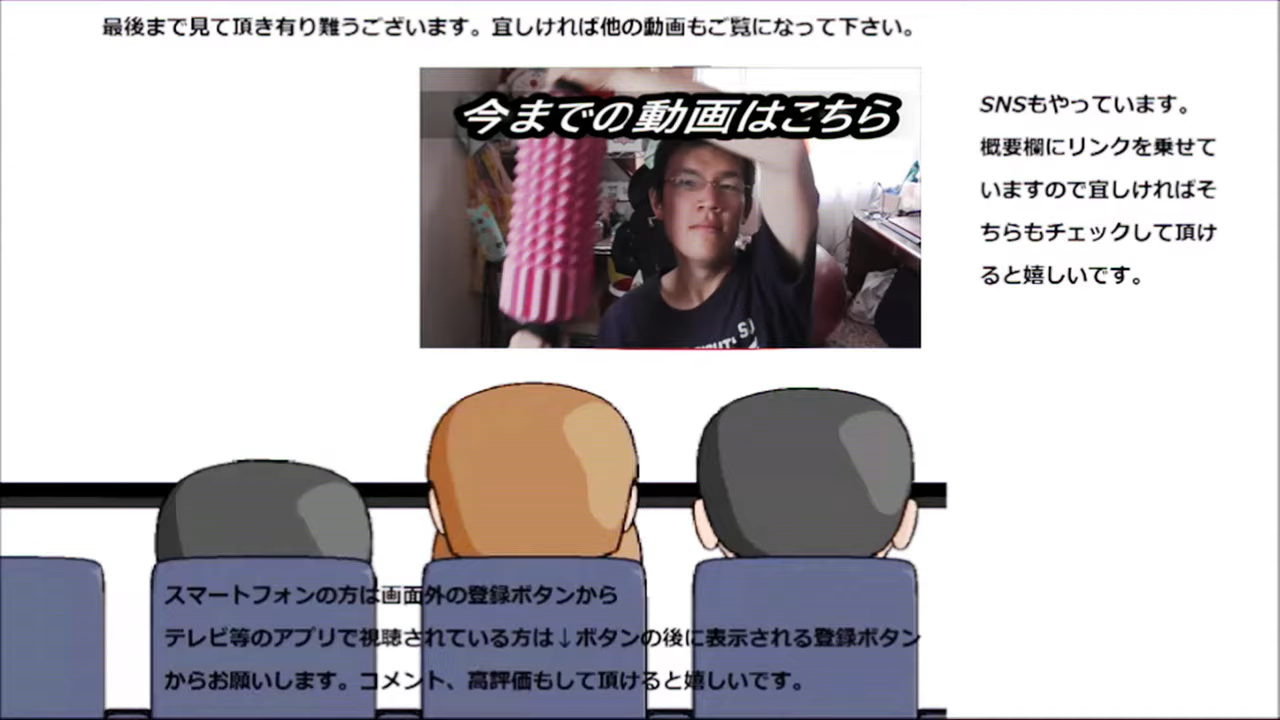 最後まで見て頂き有り難うございます。宜しければ他の動画もご覧になって下さい。
今までの動画はこちら
SNSもやっています。
概要欄にリンクを乗せて
いますので宜しければそ
ちらもチェックして頂け
ると嬉しいです。
スマートフォンの方は画面外の登録ボタンから
テレビ等のアプリで視聴されている方は↓ボタンの後に表示される登録ボタン
からお願いします。コメント、高評価もして頂けると嬉しいです。